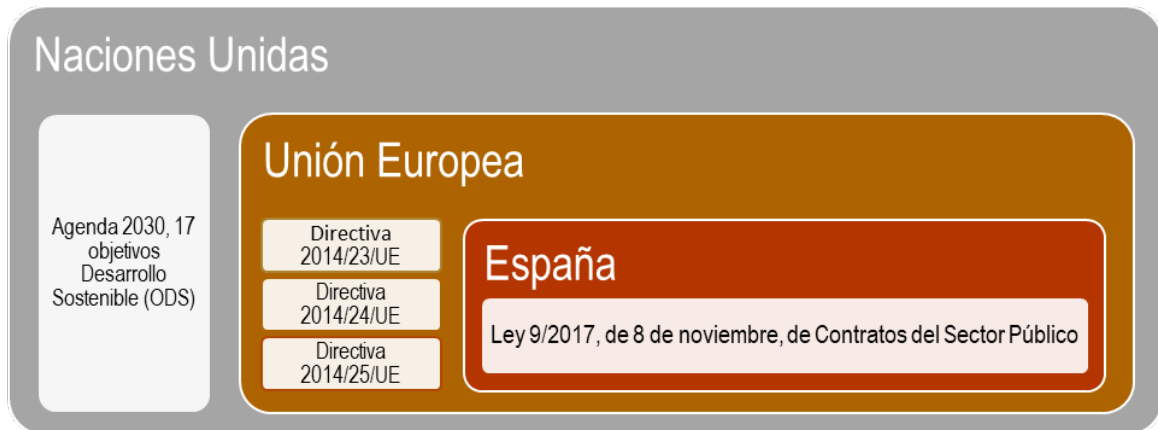 Naciones Unidas
Agenda 2030, 17
objetivos
Desarrollo
Sostenible (ODS)
Unión Europea
Directiva
2014/23/UE
Directiva
2014/24/UE
Directiva
2014/25/UE
España
Ley 9/2017, de 8 de noviembre, de Contratos del Sector Público